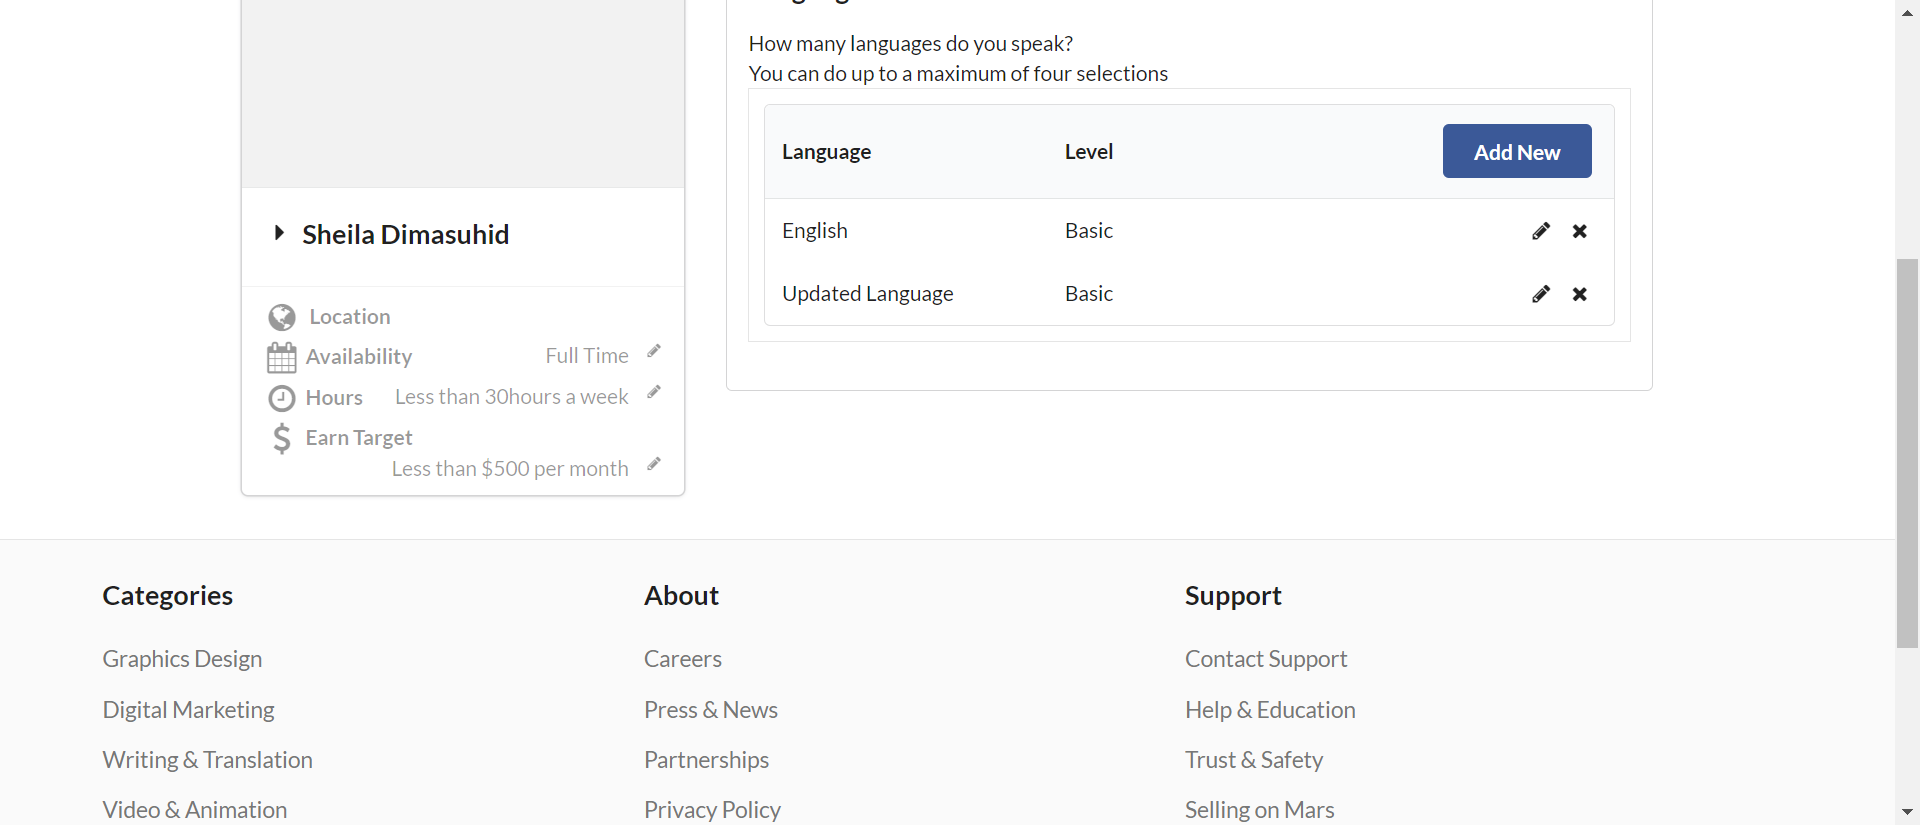 Sheila Dimasuhid
Location
Availability Full Time
Hours Less than 30hours a week
Earn Target
Less than $500 per month
How many languages do you speak?
You can do up to a maximum of four selections
Language Level Add New
English Basic
Updated Language Basic
Categories
Graphics Design
Digital Marketing
Writing & Translation
Video & Animation
About
Careers
Press & News
Partnerships
Privacy Policy
Support
Contact Support
Help & Education
Trust & Safety
Selling on Mars